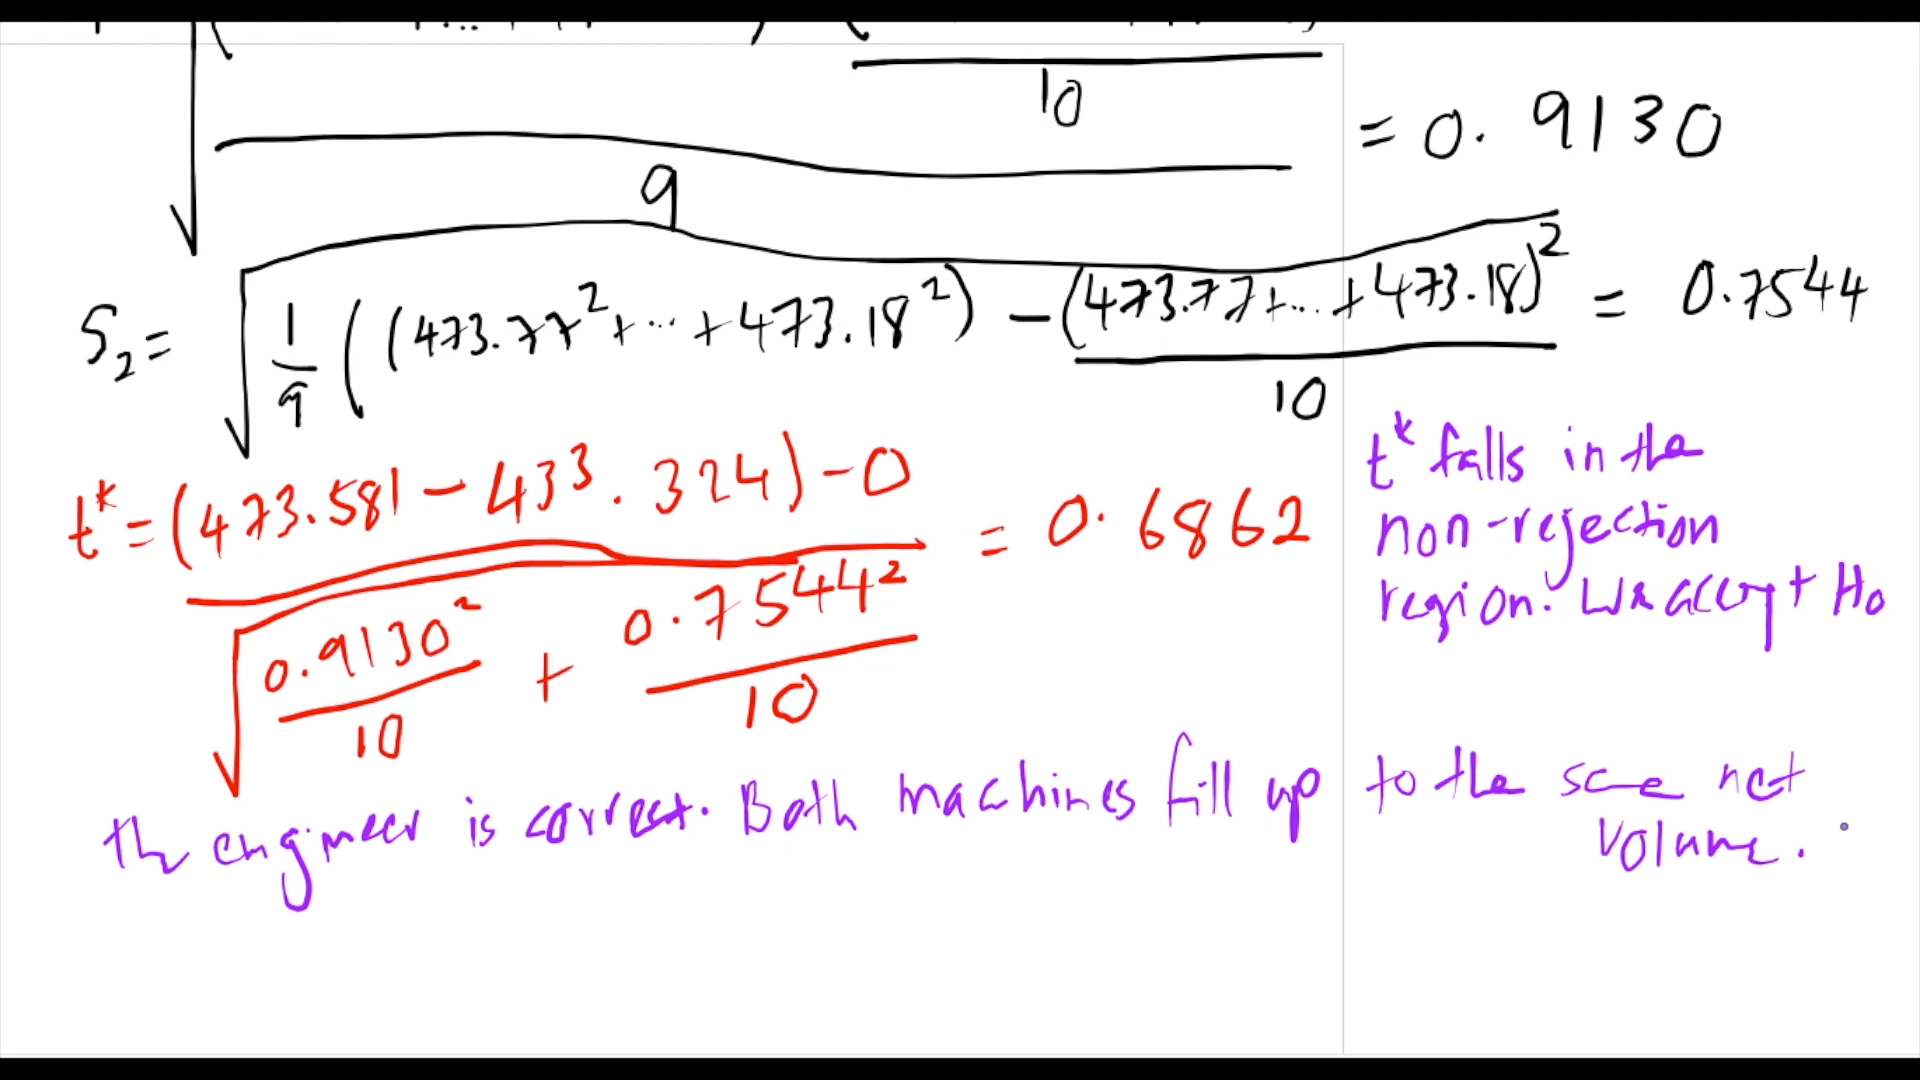 10
9
= 0.9130
S₂ = √(1/9 ((473.77² + ... + 473.18²) - (473.77 + ... + 473.18)²/10)) = 0.7544
t* = ((473.581 - 433.324) - 0)/√(0.9130²/10 + 0.7544²/10) = 0.6862
t* falls in the
non-rejection
region. We accept H₀
the engineer is correct. Both machines fill up to the same net
volume.